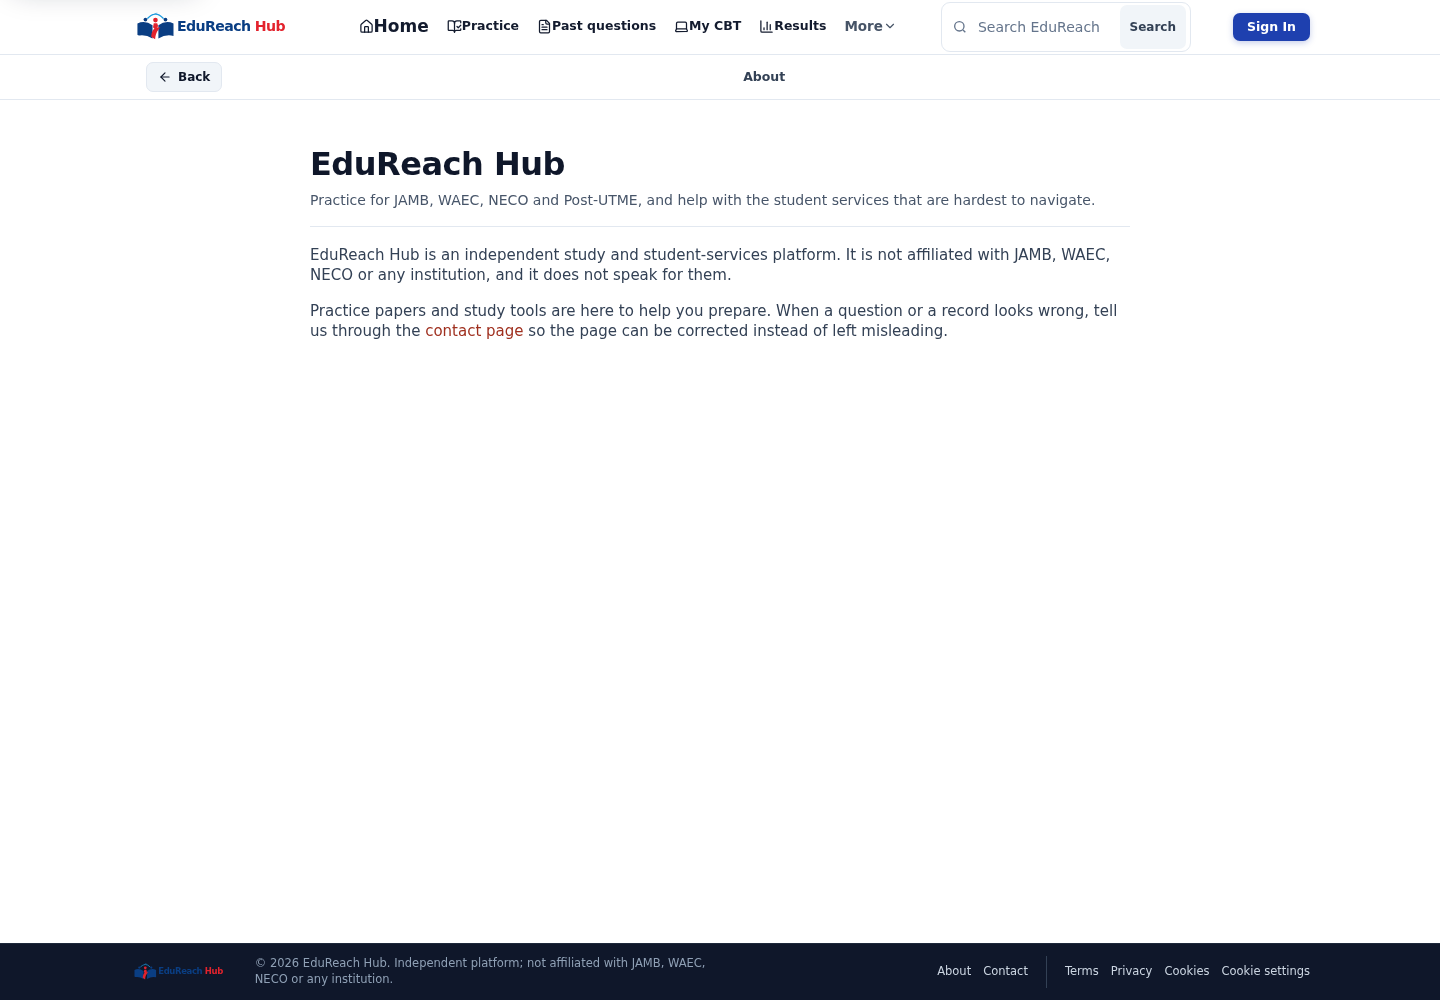 EduReach Hub
Home
Practice
Past questions
My CBT
Results
More
Search EduReach
Search
Sign In
Back
About
EduReach Hub
Practice for JAMB, WAEC, NECO and Post-UTME, and help with the student services that are hardest to navigate.
EduReach Hub is an independent study and student-services platform. It is not affiliated with JAMB, WAEC,
NECO or any institution, and it does not speak for them.
Practice papers and study tools are here to help you prepare. When a question or a record looks wrong, tell
us through the contact page so the page can be corrected instead of left misleading.
EduReach Hub
© 2026 EduReach Hub. Independent platform; not affiliated with JAMB, WAEC,
NECO or any institution.
About
Contact
Terms
Privacy
Cookies
Cookie settings